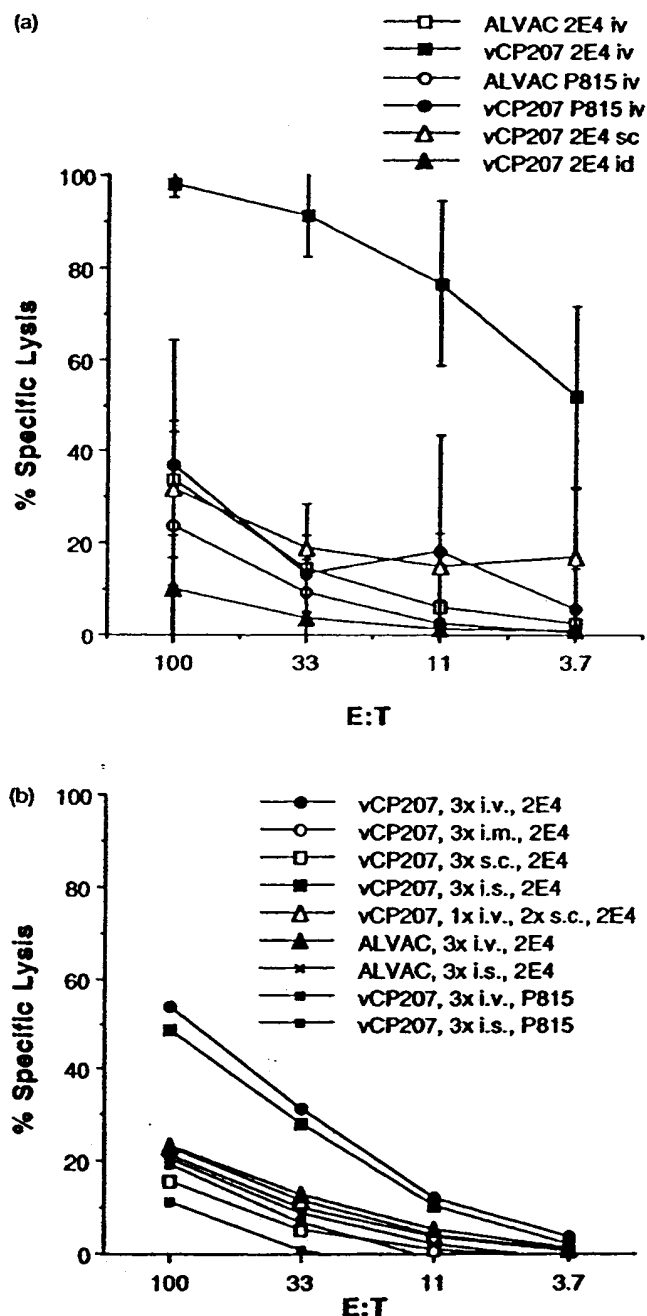 (a)
ALVAC 2E4 iv
vCP207 2E4 iv
ALVAC P815 iv
vCP207 P815 iv
vCP207 2E4 sc
vCP207 2E4 id
100
80
60
40
20
0
% Specific Lysis
100 33 11 3.7
E:T
(b)
vCP207, 3x i.v., 2E4
vCP207, 3x i.m., 2E4
vCP207, 3x s.c., 2E4
vCP207, 3x i.s., 2E4
vCP207, 1x i.v., 2x s.c., 2E4
ALVAC, 3x i.v., 2E4
ALVAC, 3x i.s., 2E4
vCP207, 3x i.v., P815
vCP207, 3x i.s., P815
100
80
60
40
20
0
% Specific Lysis
100 33 11 3.7
E:T